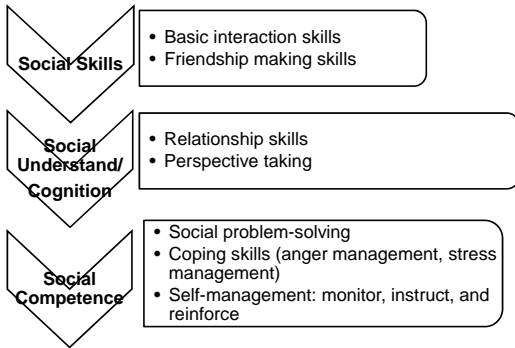 Social Skills
• Basic interaction skills
• Friendship making skills
Social
Understand/
Cognition
• Relationship skills
• Perspective taking
Social
Competence
• Social problem-solving
• Coping skills (anger management, stress
management)
• Self-management: monitor, instruct, and
reinforce